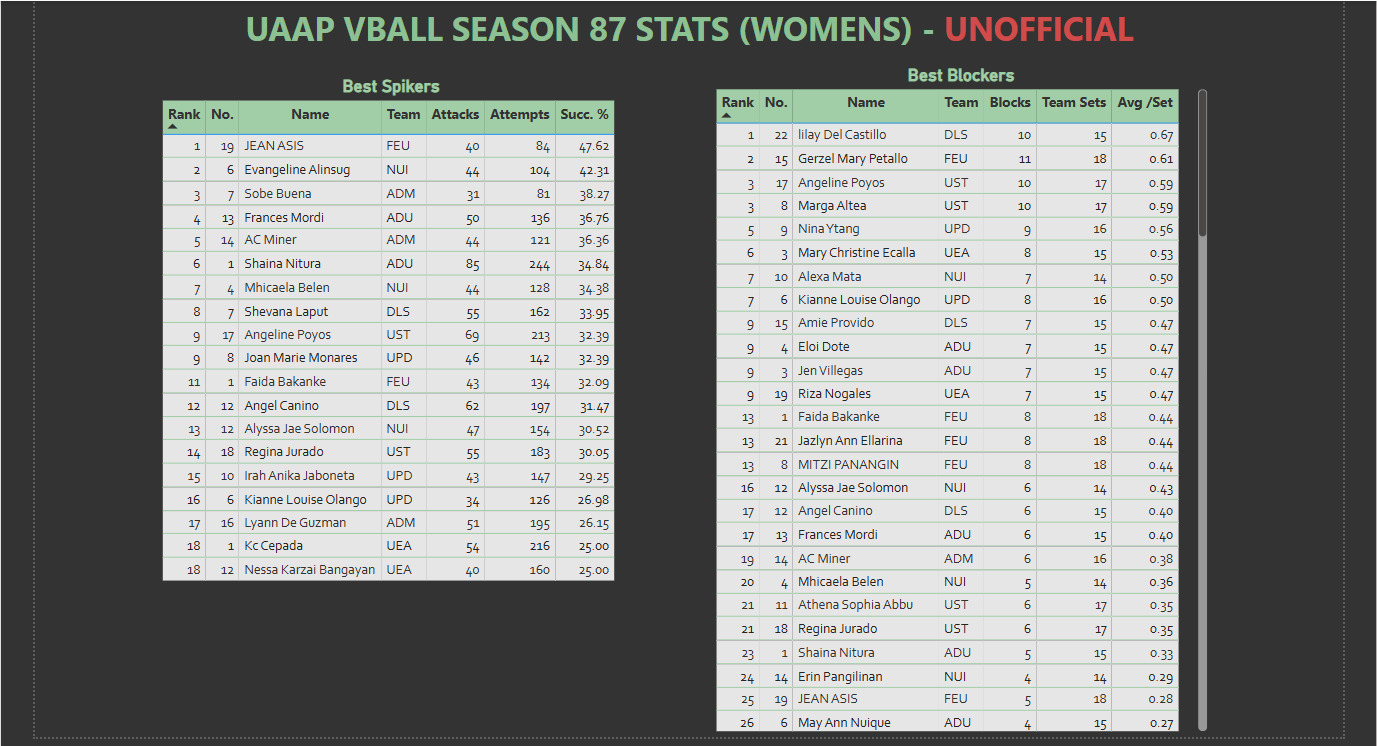 UAAP VBALL SEASON 87 STATS (WOMENS) - UNOFFICIAL
Best Spikers
Rank No. Name Team Attacks Attempts Succ. %
1 19 JEAN ASIS FEU 40 84 47.62
2 6 Evangeline Alinsug NUI 44 104 42.31
3 7 Sobe Buena ADM 31 81 38.27
4 13 Frances Mordi ADU 50 136 36.76
5 14 AC Miner ADM 44 121 36.36
6 1 Shaina Nitura ADU 85 244 34.84
7 4 Mhicaela Belen NUI 44 128 34.38
8 7 Shevana Laput DLS 55 162 33.95
9 17 Angeline Poyos UST 69 213 32.39
9 8 Joan Marie Monares UPD 46 142 32.39
11 1 Faida Bakanke FEU 43 134 32.09
12 12 Angel Canino DLS 62 197 31.47
13 12 Alyssa Jae Solomon NUI 47 154 30.52
14 18 Regina Jurado UST 55 183 30.05
15 10 Irah Anika Jaboneta UPD 43 147 29.25
16 6 Kianne Louise Olango UPD 34 126 26.98
17 16 Lyann De Guzman ADM 51 195 26.15
18 1 Kc Cepada UEA 54 216 25.00
18 12 Nessa Karzai Bangayan UEA 40 160 25.00
Best Blockers
Rank No. Name Team Blocks Team Sets Avg /Set
1 22 lilay Del Castillo DLS 10 15 0.67
2 15 Gerzel Mary Petallo FEU 11 18 0.61
3 17 Angeline Poyos UST 10 17 0.59
3 8 Marga Altea UST 10 17 0.59
5 9 Nina Ytang UPD 9 16 0.56
6 3 Mary Christine Ecalla UEA 8 15 0.53
7 10 Alexa Mata NUI 7 14 0.50
7 6 Kianne Louise Olango UPD 8 16 0.50
9 15 Amie Provido DLS 7 15 0.47
9 4 Eloi Dote ADU 7 15 0.47
9 3 Jen Villegas ADU 7 15 0.47
9 19 Riza Nogales UEA 7 15 0.47
13 1 Faida Bakanke FEU 8 18 0.44
13 21 Jazlyn Ann Ellarina FEU 8 18 0.44
13 8 MITZI PANANGIN FEU 8 18 0.44
16 12 Alyssa Jae Solomon NUI 6 14 0.43
17 12 Angel Canino DLS 6 15 0.40
17 13 Frances Mordi ADU 6 15 0.40
19 14 AC Miner ADM 6 16 0.38
20 4 Mhicaela Belen NUI 5 14 0.36
21 11 Athena Sophia Abbu UST 6 17 0.35
21 18 Regina Jurado UST 6 17 0.35
23 1 Shaina Nitura ADU 5 15 0.33
24 14 Erin Pangilinan NUI 4 14 0.29
25 19 JEAN ASIS FEU 5 18 0.28
26 6 May Ann Nuique ADU 4 15 0.27